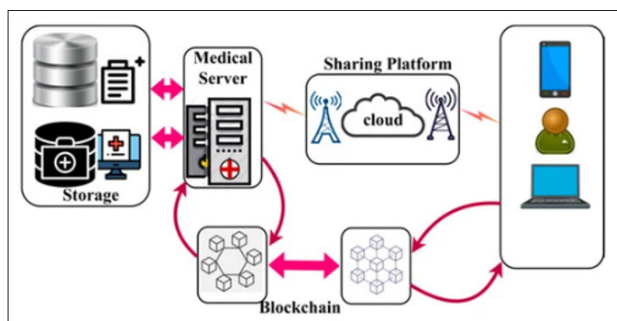 Medical
Server
Sharing Platform
cloud
Storage
Blockchain